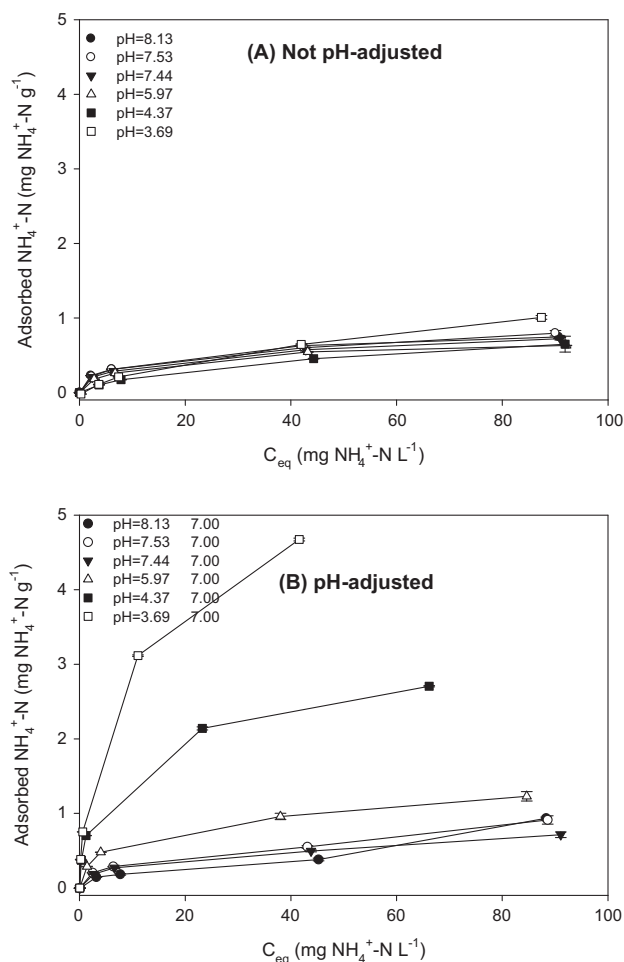 (A) Not pH-adjusted
pH=8.13
pH=7.53
pH=7.44
pH=5.97
pH=4.37
pH=3.69
5
4
3
2
1
0
Adsorbed NH₄⁺-N (mg NH₄⁺-N g⁻¹)
0 20 40 60 80 100
C_eq (mg NH₄⁺-N L⁻¹)
(B) pH-adjusted
pH=8.13 7.00
pH=7.53 7.00
pH=7.44 7.00
pH=5.97 7.00
pH=4.37 7.00
pH=3.69 7.00
5
4
3
2
1
0
Adsorbed NH₄⁺-N (mg NH₄⁺-N g⁻¹)
0 20 40 60 80 100
C_eq (mg NH₄⁺-N L⁻¹)